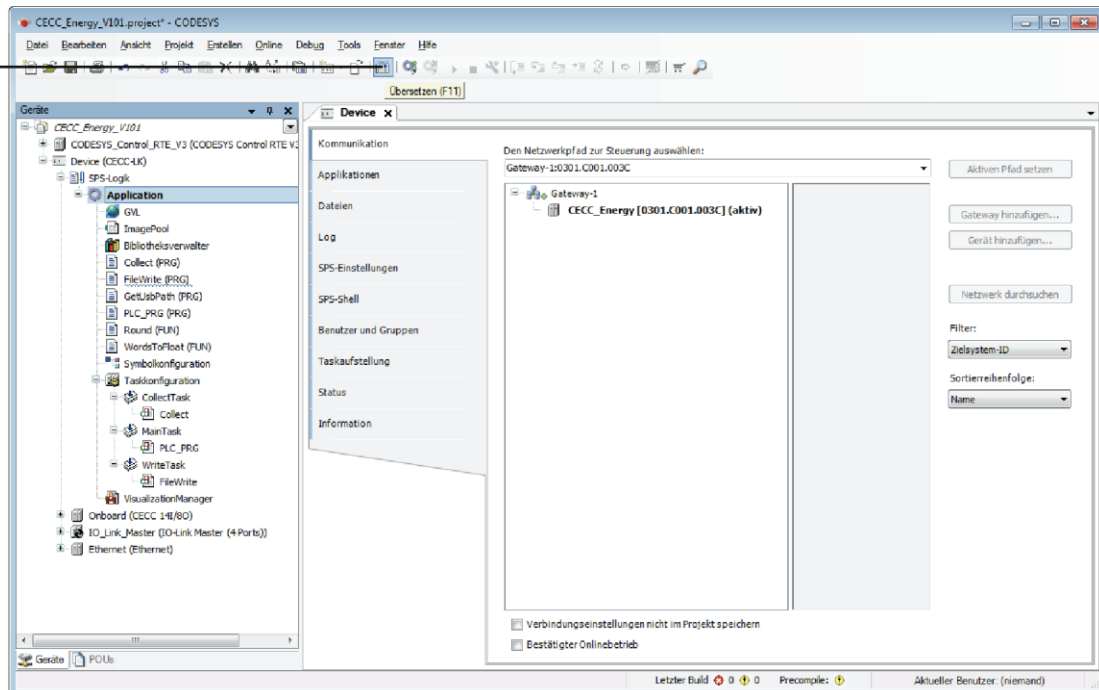 CECC_Energy_V101.project* - CODESYS
Datei Bearbeiten Ansicht Projekt Erstellen Online Debug Tools Fenster Hilfe
Übersetzen (F11)
Geräte
CECC_Energy_V101
CODESYS_Control_RTE_V3 (CODESYS Control RTE V3
Device (CECC-LK)
SPS-Logik
Application
GVL
ImagePool
Bibliotheksverwalter
Collect (PRG)
FileWrite (PRG)
GetUsbPath (PRG)
PLC_PRG (PRG)
Round (FUN)
WordsToFloat (FUN)
Symbolkonfiguration
Taskkonfiguration
CollectTask
Collect
MainTask
PLC_PRG
WriteTask
FileWrite
VisualizationManager
Onboard (CECC 14I/8O)
IO_Link_Master (IO-Link Master (4 Ports))
Ethernet (Ethernet)
Geräte POUs
Device
Kommunikation
Applikationen
Dateien
Log
SPS-Einstellungen
SPS-Shell
Benutzer und Gruppen
Taskaufstellung
Status
Information
Den Netzwerkpfad zur Steuerung auswählen:
Gateway-1:0301.C001.003C
Gateway-1
CECC_Energy [0301.C001.003C] (aktiv)
Aktiven Pfad setzen
Gateway hinzufügen...
Gerät hinzufügen...
Netzwerk durchsuchen
Filter:
Zielsystem-ID
Sortierreihenfolge:
Name
Verbindungseinstellungen nicht im Projekt speichern
Bestätigter Onlinebetrieb
Letzter Build 0 0 Precompile: Aktueller Benutzer: (niemand)